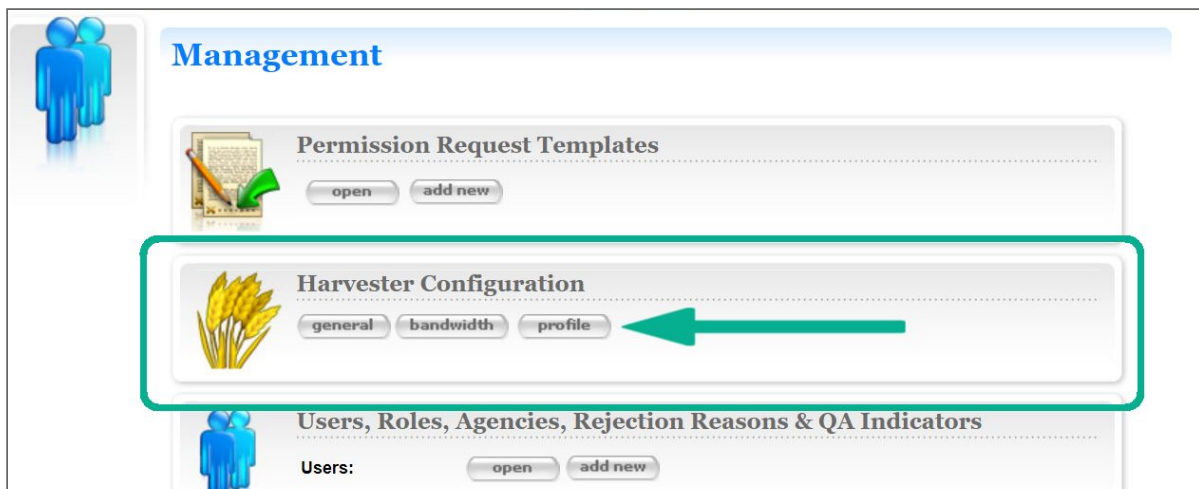 Management
Permission Request Templates
open add new
Harvester Configuration
general bandwidth profile
Users, Roles, Agencies, Rejection Reasons & QA Indicators
Users: open add new